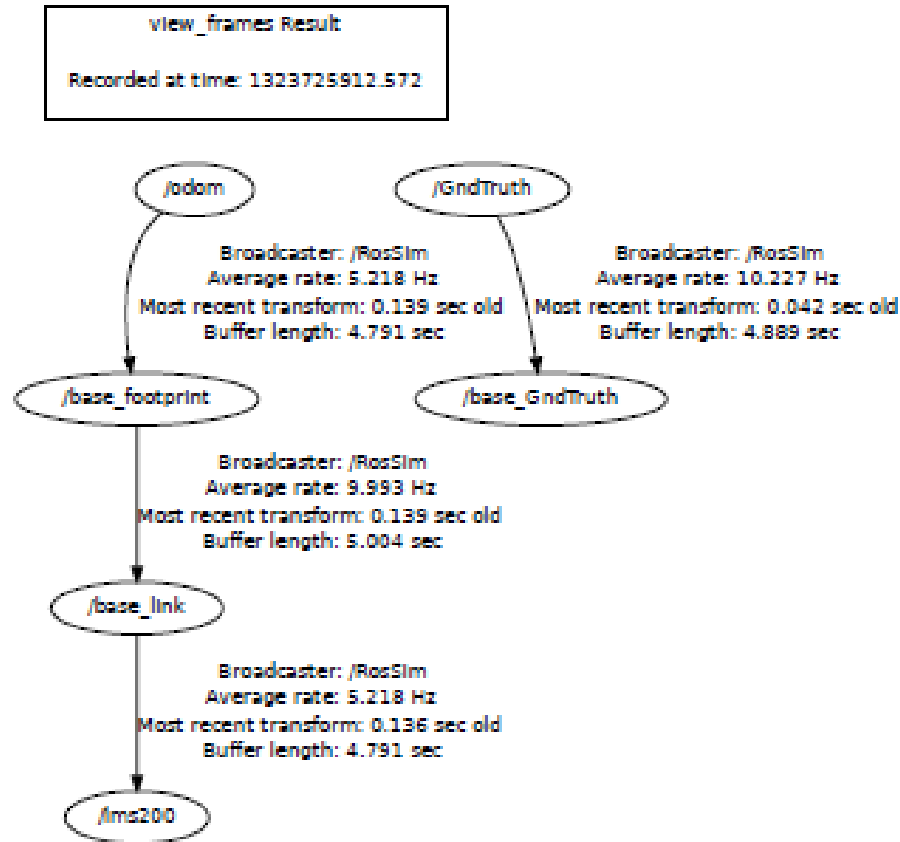 view_frames Result
Recorded at time: 1323725912.572
/odom
/GndTruth
Broadcaster: /RosSim
Average rate: 5.218 Hz
Most recent transform: 0.139 sec old
Buffer length: 4.791 sec
Broadcaster: /RosSim
Average rate: 10.227 Hz
Most recent transform: 0.042 sec old
Buffer length: 4.889 sec
/base_footprint
/base_GndTruth
Broadcaster: /RosSim
Average rate: 9.993 Hz
Most recent transform: 0.139 sec old
Buffer length: 5.004 sec
/base_link
Broadcaster: /RosSim
Average rate: 5.218 Hz
Most recent transform: 0.136 sec old
Buffer length: 4.791 sec
/lms200